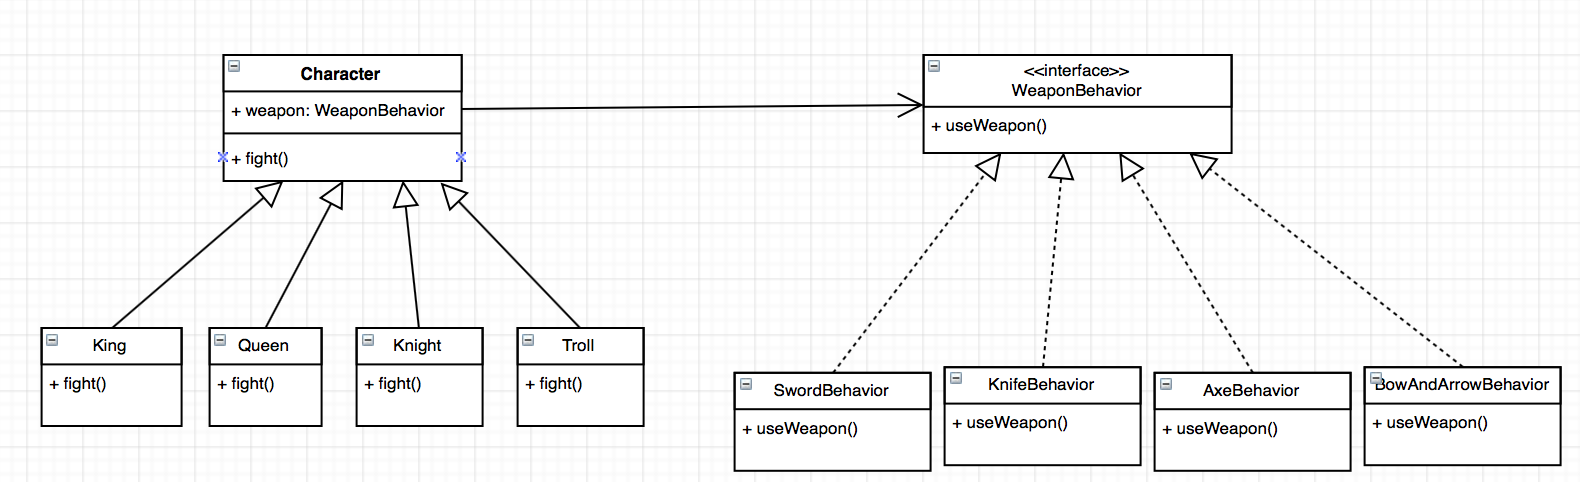 Character
+ weapon: WeaponBehavior
+ fight()
<<interface>>
WeaponBehavior
+ useWeapon()
King
+ fight()
Queen
+ fight()
Knight
+ fight()
Troll
+ fight()
SwordBehavior
+ useWeapon()
KnifeBehavior
+ useWeapon()
AxeBehavior
+ useWeapon()
BowAndArrowBehavior
+ useWeapon()